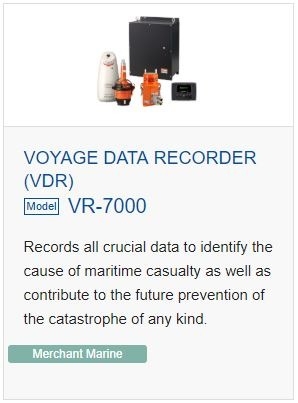 VOYAGE DATA RECORDER
(VDR)
Model VR-7000
Records all crucial data to identify the
cause of maritime casualty as well as
contribute to the future prevention of
the catastrophe of any kind.
Merchant Marine